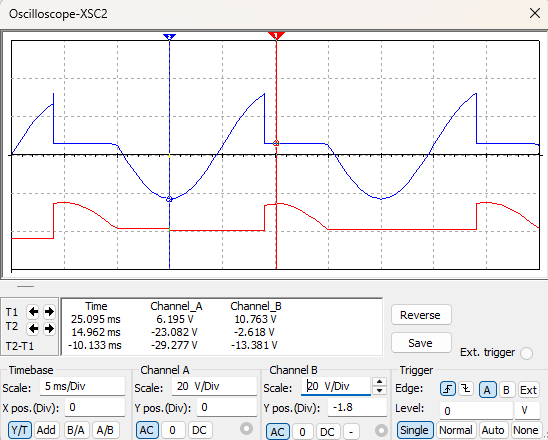 Oscilloscope-XSC2
2 1
T1
T2
T2-T1
Time Channel_A Channel_B
25.095 ms 6.195 V 10.763 V
14.962 ms -23.082 V -2.618 V
-10.133 ms -29.277 V -13.381 V
Reverse
Save
Ext. trigger
Timebase
Scale: 5 ms/Div
X pos.(Div): 0
Y/T Add B/A A/B
Channel A
Scale: 20 V/Div
Y pos.(Div): 0
AC 0 DC
Channel B
Scale: 20 V/Div
Y pos.(Div): -1.8
AC 0 DC -
Trigger
Edge: A B Ext
Level: 0 V
Single Normal Auto None